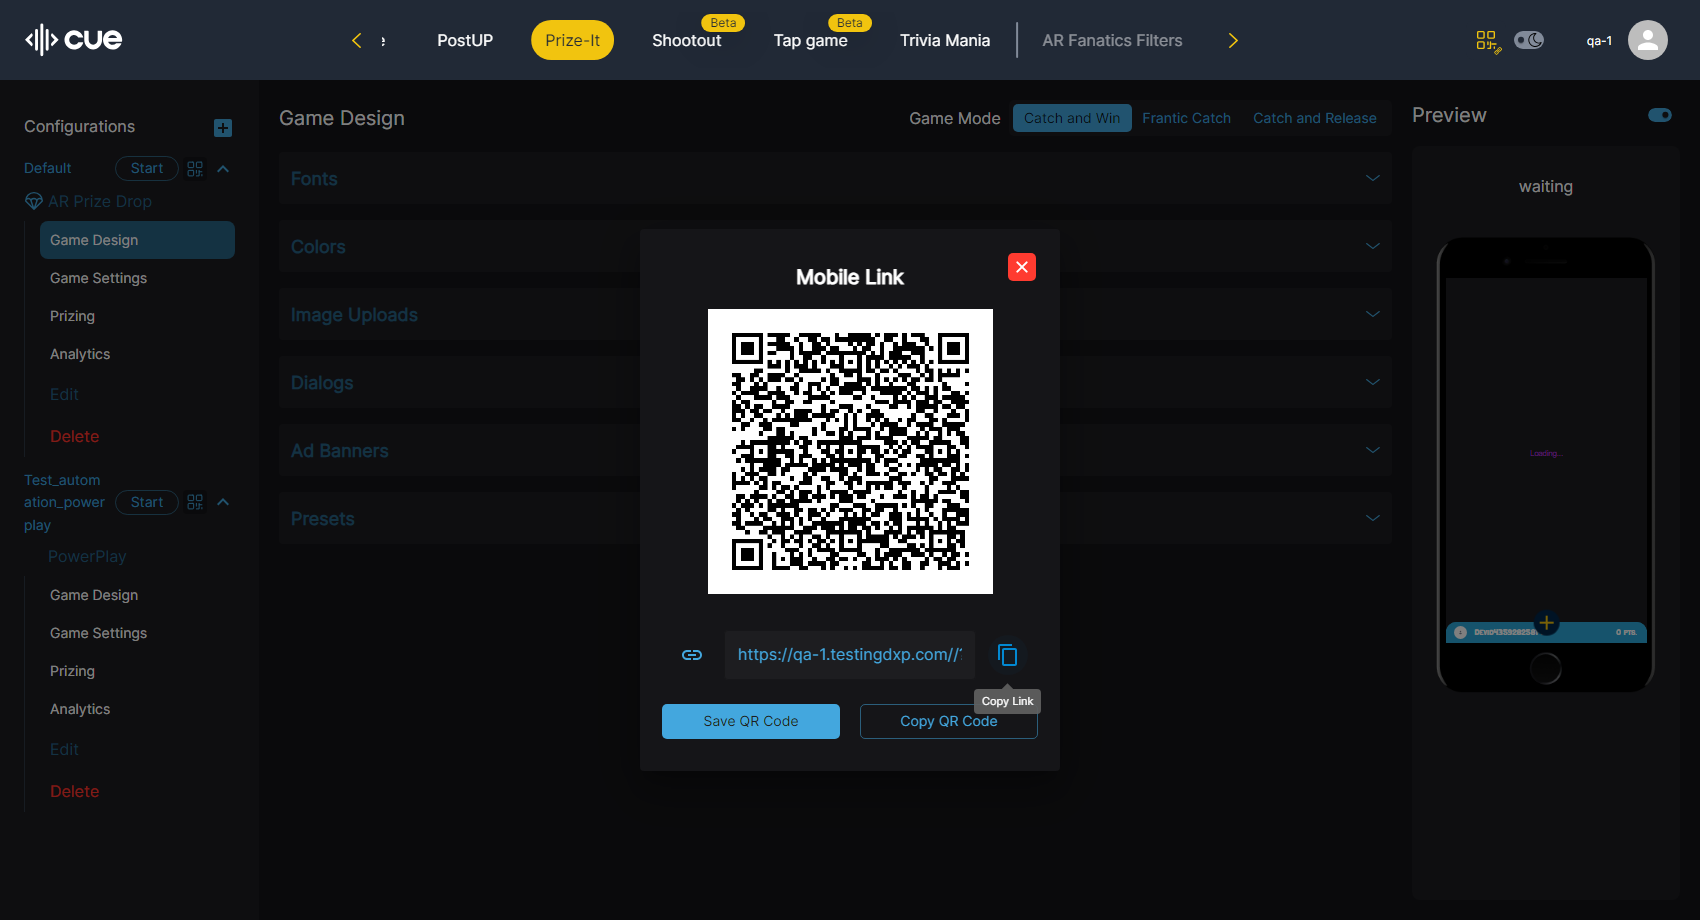 cue
PostUP
Prize-It
Beta
Shootout
Beta
Tap game
Trivia Mania
AR Fanatics Filters
qa-1
Configurations
Default
Start
AR Prize Drop
Game Design
Game Settings
Prizing
Analytics
Edit
Delete
Test_autom
ation_power
play
Start
PowerPlay
Game Design
Game Settings
Prizing
Analytics
Edit
Delete
Game Design
Game Mode
Catch and Win
Frantic Catch
Catch and Release
Fonts
Colors
Image Uploads
Dialogs
Ad Banners
Presets
Mobile Link
https://qa-1.testingdxp.com//
Copy Link
Save QR Code
Copy QR Code
Preview
waiting
Loading...
0 PTS.